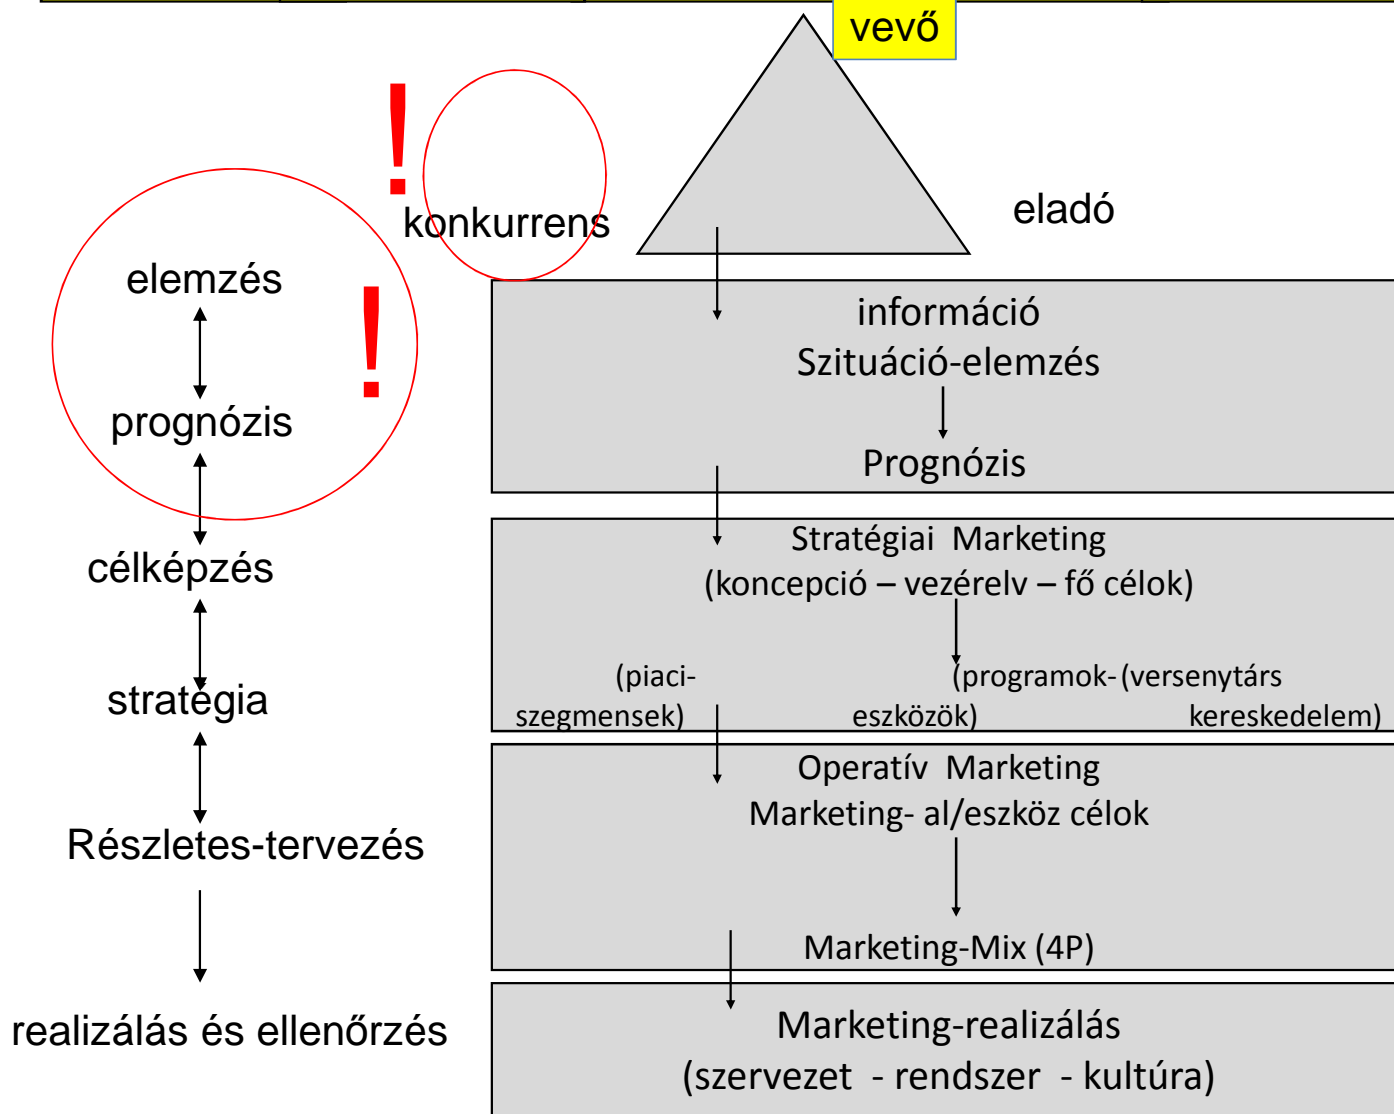 vevő
!
konkurrens
eladó
elemzés
!
prognózis
célképzés
stratégia
Részletes-tervezés
realizálás és ellenőrzés
információ
Szituáció-elemzés
Prognózis
Stratégiai Marketing
(koncepció – vezérelv – fő célok)
(piaci- (programok- (versenytárs
szegmensek) eszközök) kereskedelem)
Operatív Marketing
Marketing- al/eszköz célok
Marketing-Mix (4P)
Marketing-realizálás
(szervezet - rendszer - kultúra)